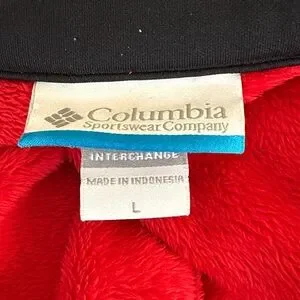 Columbia
Sportswear Company
INTERCHANGE
MADE IN INDONESIA
L